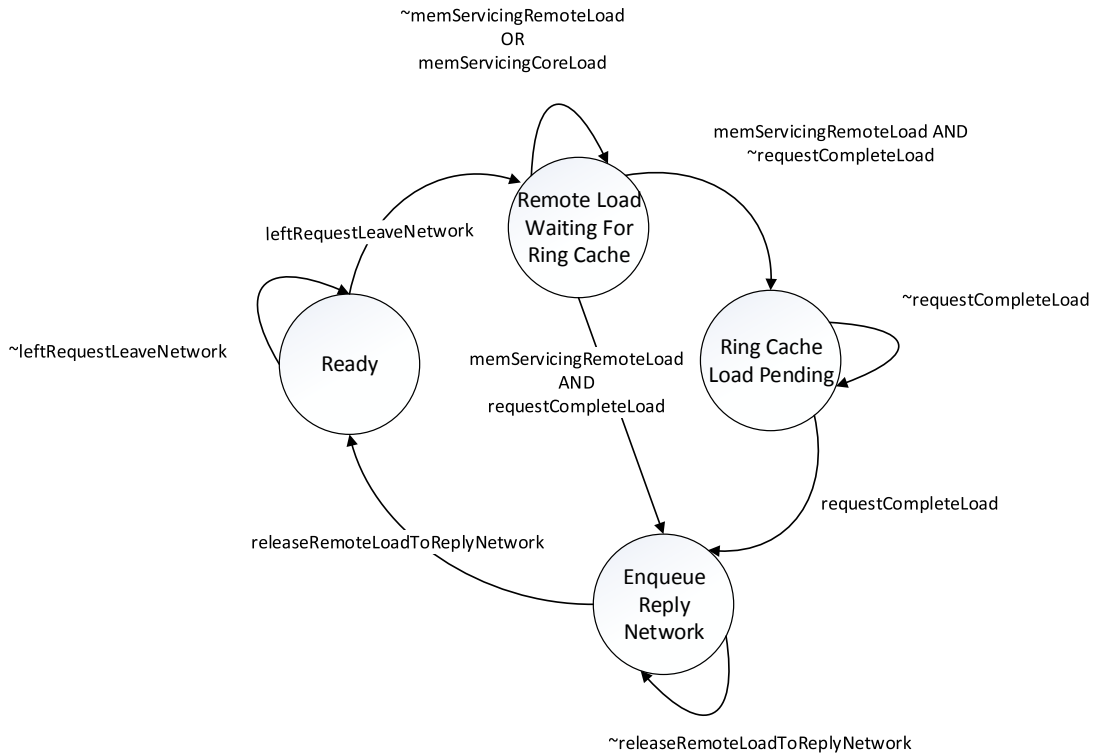 ~memServicingRemoteLoad
OR
memServicingCoreLoad
memServicingRemoteLoad AND
~requestCompleteLoad
Remote Load
Waiting For
Ring Cache
leftRequestLeaveNetwork
~requestCompleteLoad
~leftRequestLeaveNetwork
Ready
memServicingRemoteLoad
AND
requestCompleteLoad
Ring Cache
Load Pending
requestCompleteLoad
releaseRemoteLoadToReplyNetwork
Enqueue
Reply
Network
~releaseRemoteLoadToReplyNetwork